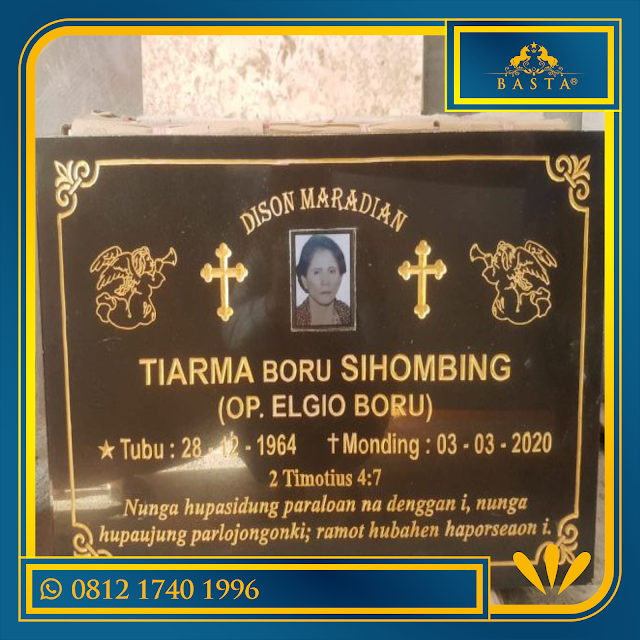 BASTA®
DISON MARADIAN
TIARMA BORU SIHOMBING
(OP. ELGIO BORU)
★ Tubu : 28 - 12 - 1964 † Monding : 03 - 03 - 2020
2 Timotius 4:7
Nunga hupasidung paraloan na denggan i, nunga
hupaujung parlojongonki; ramot hubahen haporseaon i.
0812 1740 1996